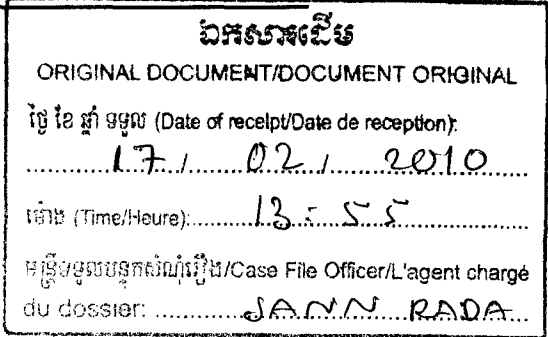 ឯកសារដើម
ORIGINAL DOCUMENT/DOCUMENT ORIGINAL
ថ្ងៃ ខែ ឆ្នាំ ទទួល (Date of receipt/Date de reception):
17 / 02 / 2010
ម៉ោង (Time/Heure): 13 : 55
មន្ត្រីទទួលបន្ទុកសំណុំរឿង/Case File Officer/L'agent chargé
du dossier: SANN RADA